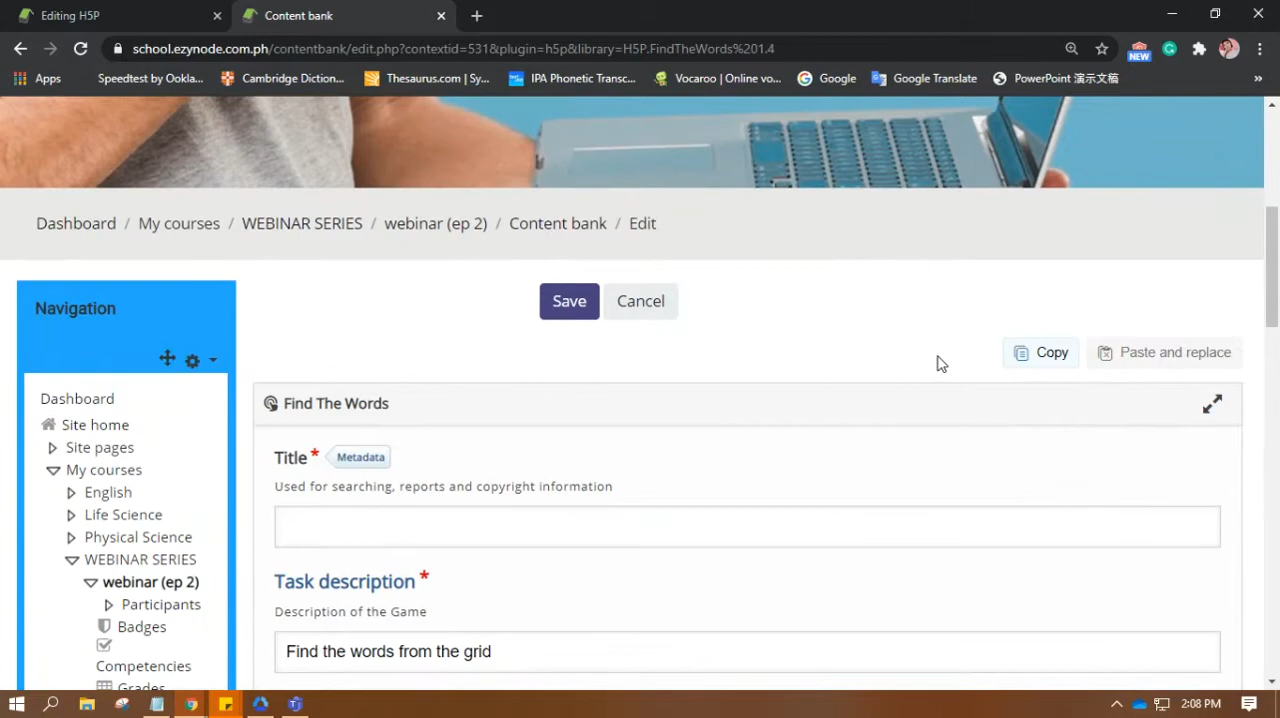 Editing H5P
Content bank
school.ezynode.com.ph/contentbank/edit.php?contextid=531&plugin=h5p&library=H5P.FindTheWords%201.4
NEW
Apps
Speedtest by Ookla...
Cambridge Diction...
Thesaurus.com | Sy...
IPA Phonetic Transc...
Vocaroo | Online vo...
Google
Google Translate
PowerPoint 演示文稿
»
Dashboard / My courses / WEBINAR SERIES / webinar (ep 2) / Content bank / Edit
Navigation
Dashboard
Site home
Site pages
My courses
English
Life Science
Physical Science
WEBINAR SERIES
webinar (ep 2)
Participants
Badges
Competencies
Grades
Save
Cancel
Copy
Paste and replace
Find The Words
Title *
Metadata
Used for searching, reports and copyright information
Task description *
Description of the Game
Find the words from the grid
2:08 PM